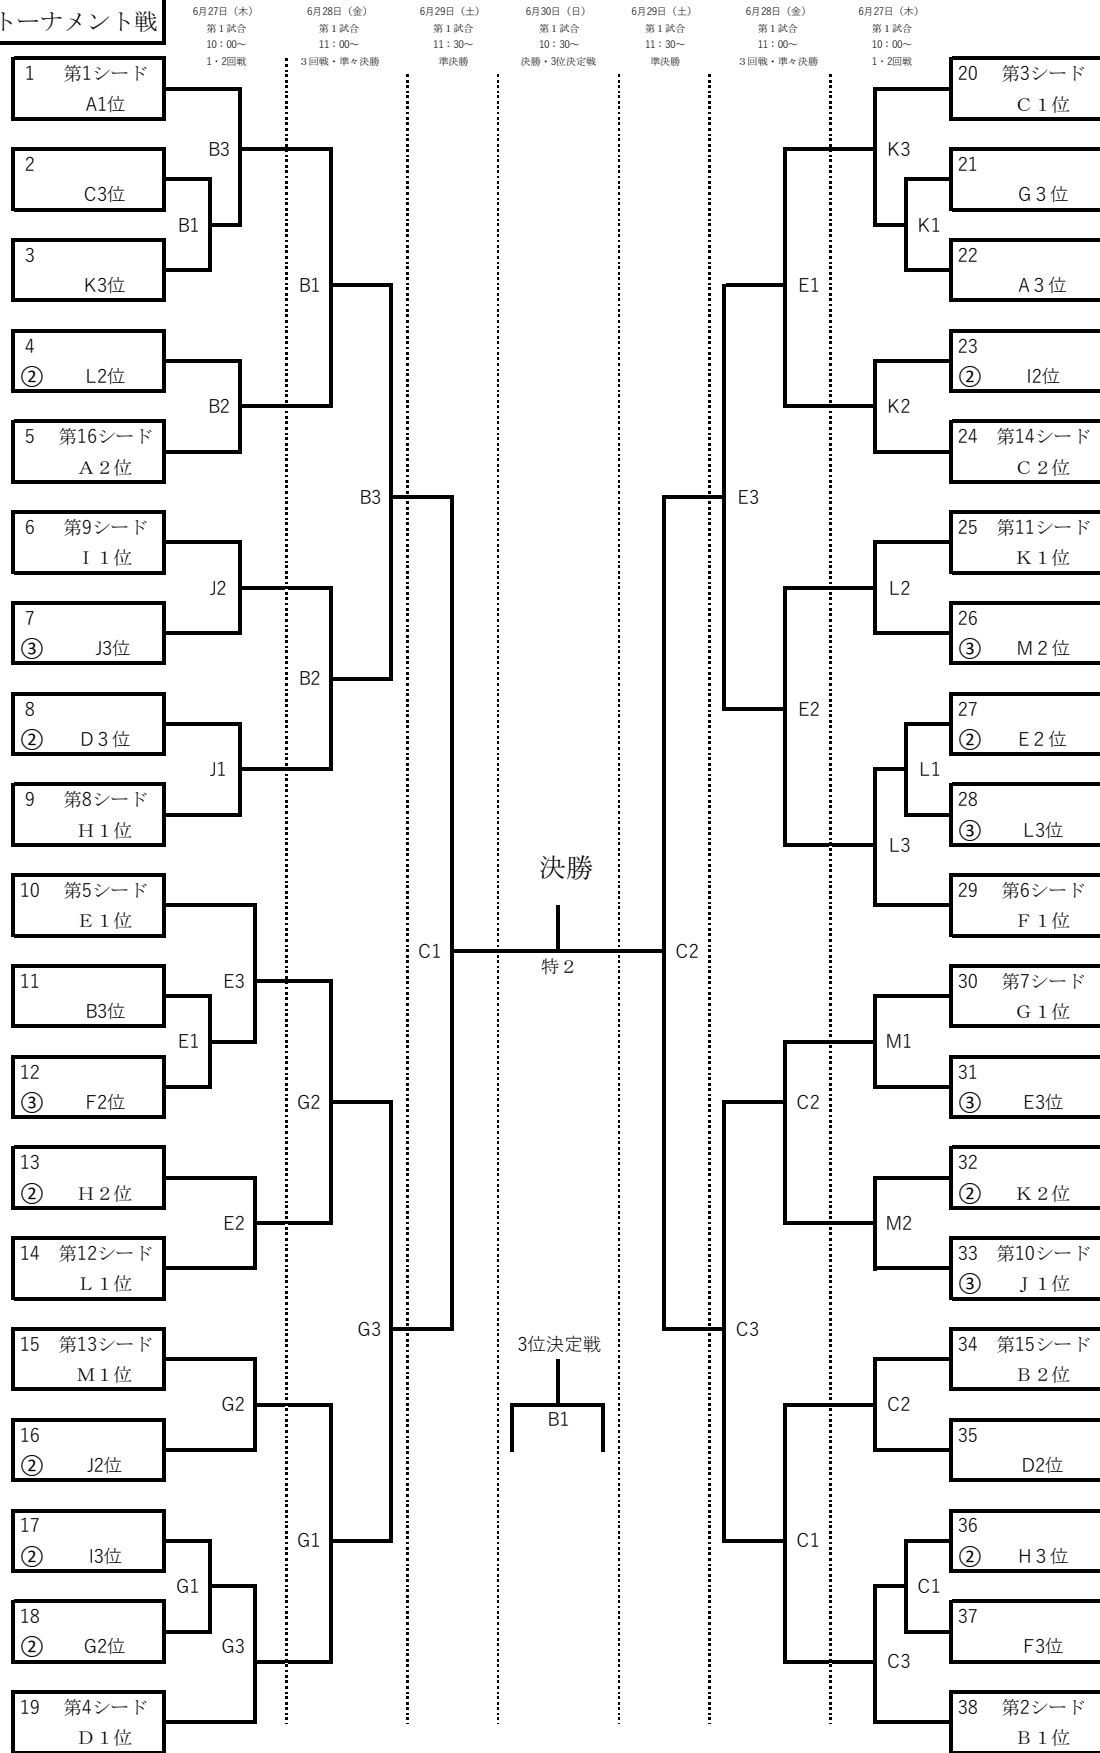 トーナメント戦
6月27日（木）
第１試合
10：00～
1・2回戦
6月28日（金）
第１試合
11：00～
３回戦・準々決勝
6月29日（土）
第１試合
11：30～
準決勝
6月30日（日）
第１試合
10：30～
決勝・3位決定戦
6月29日（土）
第１試合
11：30～
準決勝
6月28日（金）
第１試合
11：00～
３回戦・準々決勝
6月27日（木）
第１試合
10：00～
1・2回戦
1 第1シード
A1位
2
C3位
3
K3位
4
② L2位
5 第16シード
Ａ２位
6 第9シード
Ｉ１位
7
③ J3位
8
② D３位
9 第8シード
Ｈ１位
10 第5シード
Ｅ１位
11
B3位
12
③ F2位
13
② Ｈ２位
14 第12シード
Ｌ１位
15 第13シード
Ｍ１位
16
② J2位
17
② I3位
18
② G2位
19 第4シード
Ｄ１位
B3
B1
B2
J2
J1
E3
E1
E2
G2
G1
G3
B1
B2
G2
G1
B3
G3
C1
決勝
特２
3位決定戦
B1
C2
E3
C3
E1
E2
C2
C1
K3
K1
K2
L2
L1
L3
M1
M2
C2
C1
C3
20 第3シード
Ｃ１位
21
G３位
22
A３位
23
② I2位
24 第14シード
Ｃ２位
25 第11シード
Ｋ１位
26
③ M２位
27
② E２位
28
③ L3位
29 第6シード
Ｆ１位
30 第7シード
Ｇ１位
31
③ E3位
32
② Ｋ２位
33 第10シード
③ Ｊ１位
34 第15シード
Ｂ２位
35
D2位
36
② H３位
37
F3位
38 第2シード
Ｂ１位